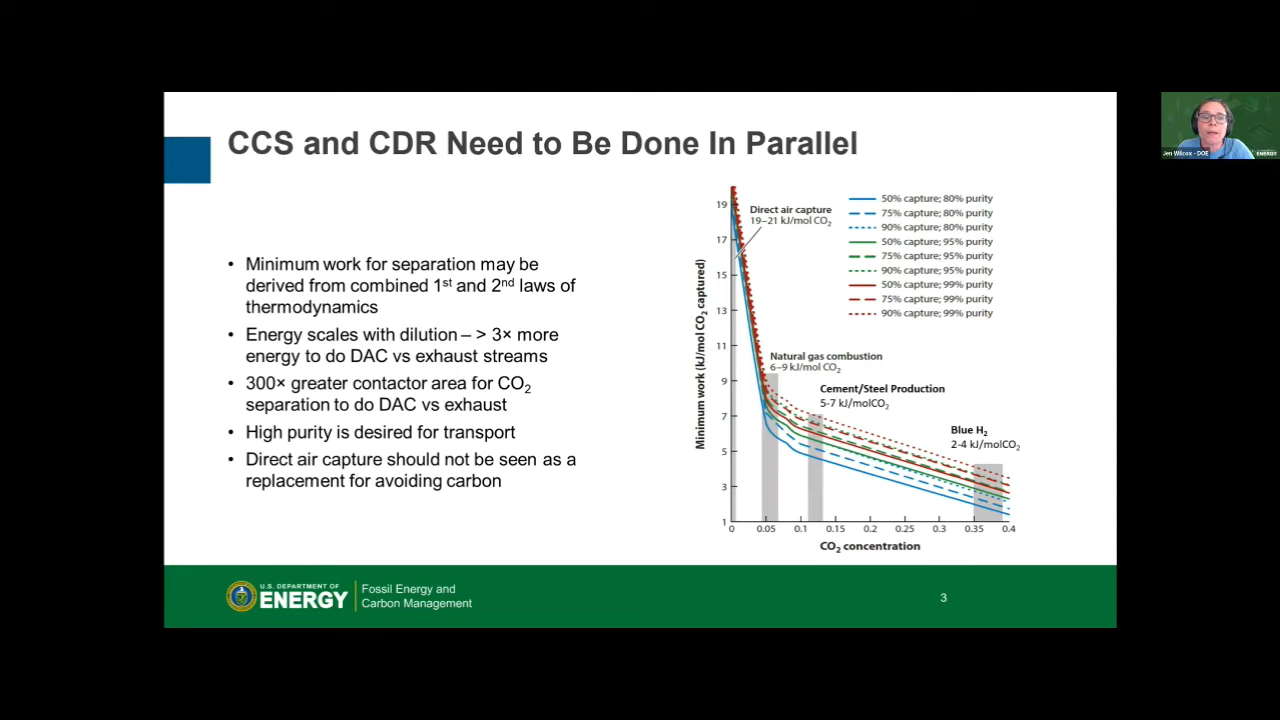 CCS and CDR Need to Be Done In Parallel
• Minimum work for separation may be
derived from combined 1st and 2nd laws of
thermodynamics
• Energy scales with dilution – > 3× more
energy to do DAC vs exhaust streams
• 300× greater contactor area for CO2
separation to do DAC vs exhaust
• High purity is desired for transport
• Direct air capture should not be seen as a
replacement for avoiding carbon
Minimum work (kJ/mol CO2 captured)
19
17
15
13
11
9
7
5
3
1
Direct air capture
19–21 kJ/mol CO2
50% capture; 80% purity
75% capture; 80% purity
90% capture; 80% purity
50% capture; 95% purity
75% capture; 95% purity
90% capture; 95% purity
50% capture; 99% purity
75% capture; 99% purity
90% capture; 99% purity
Natural gas combustion
6–9 kJ/mol CO2
Cement/Steel Production
5-7 kJ/molCO2
Blue H2
2-4 kJ/molCO2
0 0.05 0.1 0.15 0.2 0.25 0.3 0.35 0.4
CO2 concentration
U.S. DEPARTMENT OF
ENERGY
Fossil Energy and
Carbon Management
3
Jen Wilcox - DOE
ENERGY